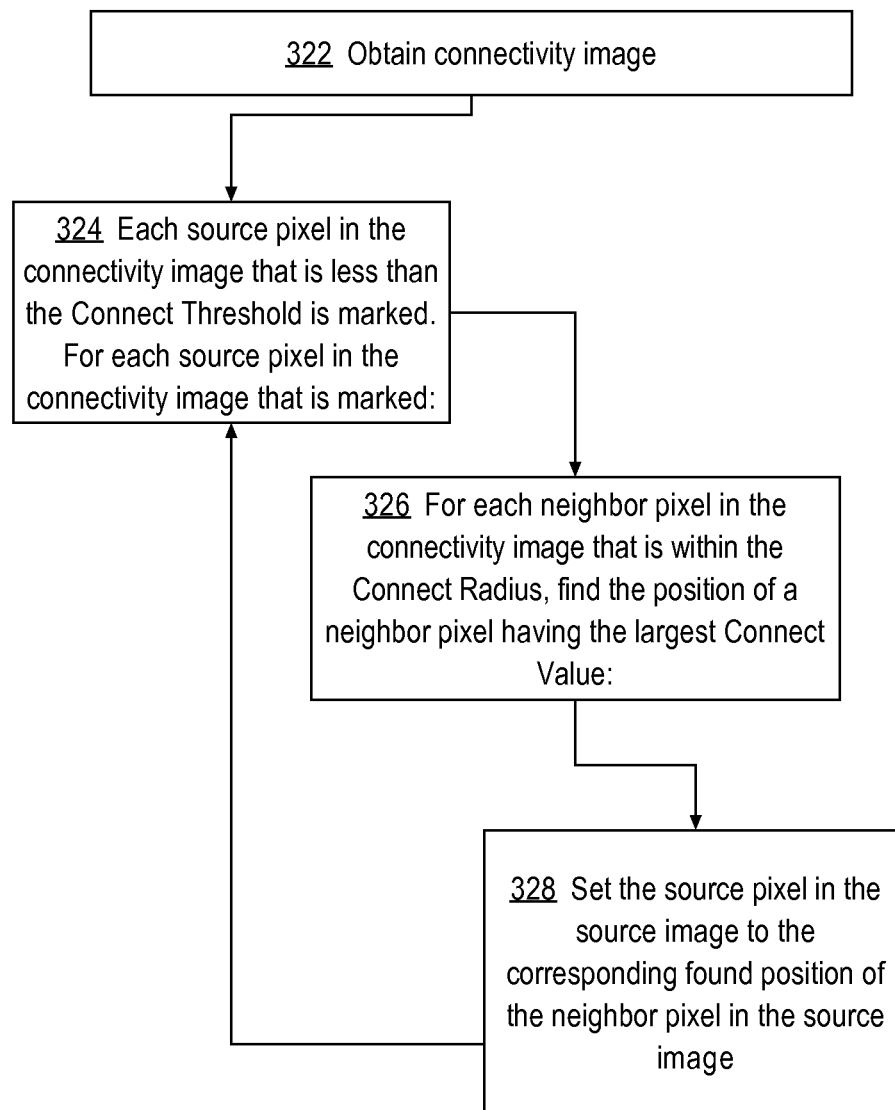 322 Obtain connectivity image
324 Each source pixel in the
connectivity image that is less than
the Connect Threshold is marked.
For each source pixel in the
connectivity image that is marked:
326 For each neighbor pixel in the
connectivity image that is within the
Connect Radius, find the position of a
neighbor pixel having the largest Connect
Value:
328 Set the source pixel in the
source image to the
corresponding found position of
the neighbor pixel in the source
image